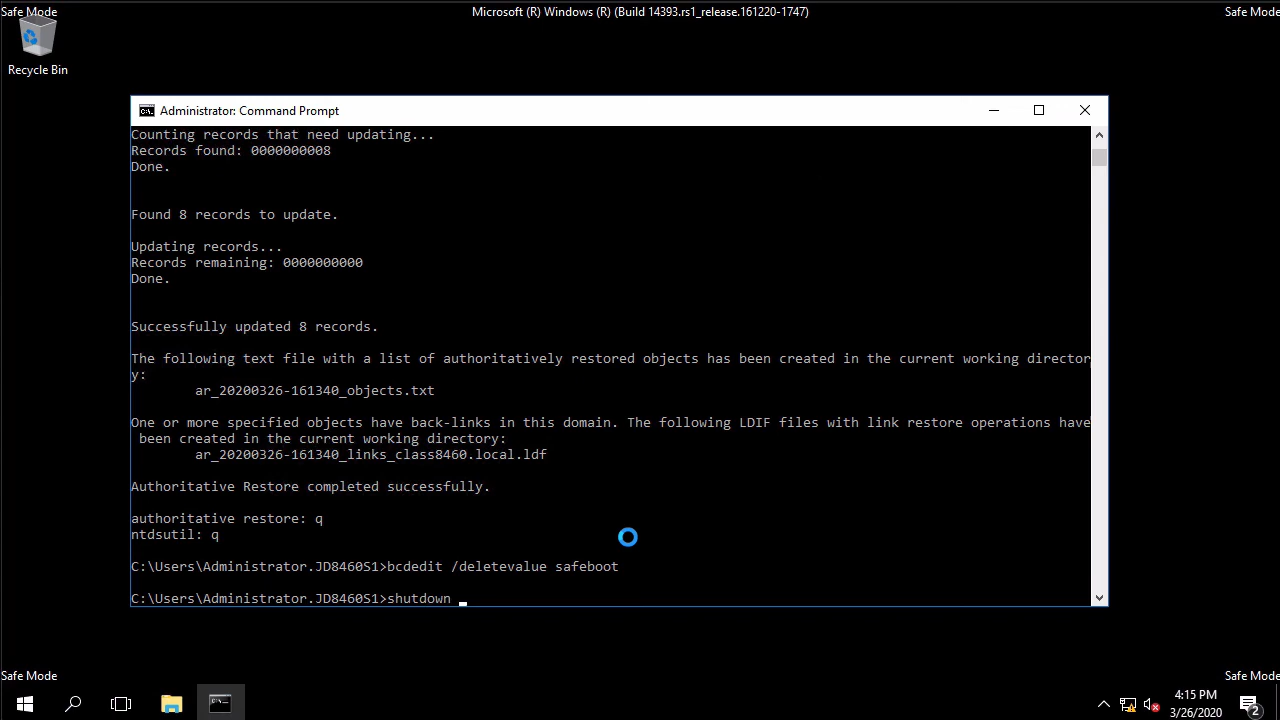 Safe Mode
Microsoft (R) Windows (R) (Build 14393.rs1_release.161220-1747)
Safe Mode
Recycle Bin
Administrator: Command Prompt
Counting records that need updating...
Records found: 0000000008
Done.
Found 8 records to update.
Updating records...
Records remaining: 0000000000
Done.
Successfully updated 8 records.
The following text file with a list of authoritatively restored objects has been created in the current working director
y:
ar_20200326-161340_objects.txt
One or more specified objects have back-links in this domain. The following LDIF files with link restore operations have
been created in the current working directory:
ar_20200326-161340_links_class8460.local.ldf
Authoritative Restore completed successfully.
authoritative restore: q
ntdsutil: q
C:\Users\Administrator.JD8460S1>bcdedit /deletevalue safeboot
C:\Users\Administrator.JD8460S1>shutdown
Safe Mode
Safe Mode
4:15 PM
3/26/2020
2